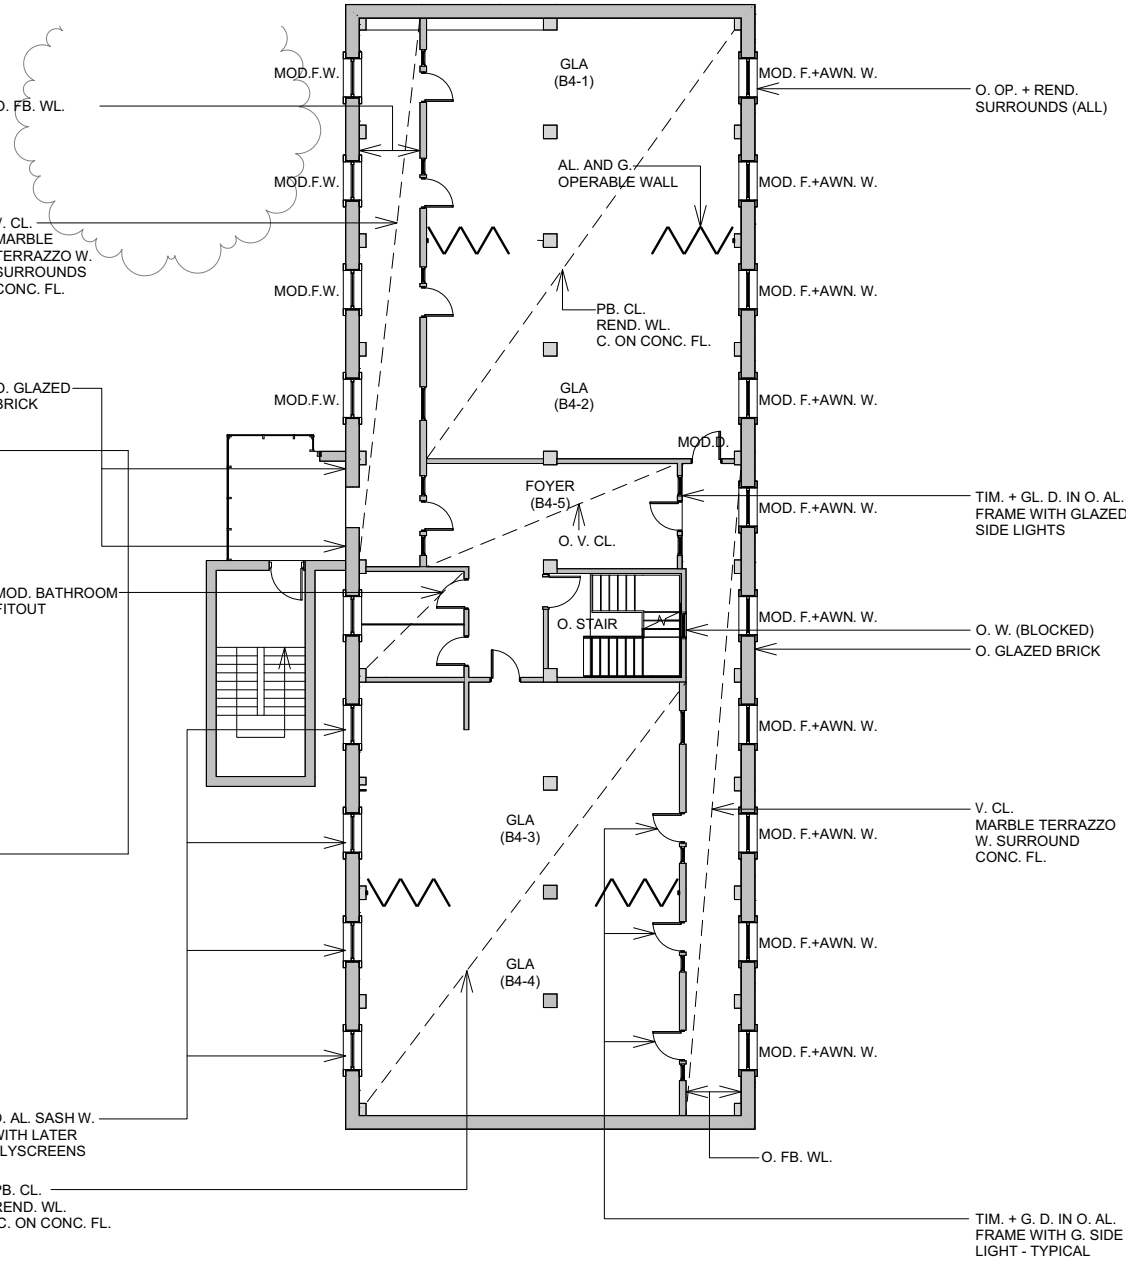 GLA
(B4-1)
MOD.F.W.
MOD. F.+AWN. W.
O. OP. + REND.
SURROUNDS (ALL)
FB. WL.
AL. AND G.
OPERABLE WALL
MOD.F.W.
MOD. F.+AWN. W.
CL.
MARBLE
TERRAZZO W.
SURROUNDS
CONC. FL.
MOD.F.W.
MOD. F.+AWN. W.
PB. CL.
REND. WL.
C. ON CONC. FL.
GLAZED
BRICK
GLA
(B4-2)
MOD.F.W.
MOD. F.+AWN. W.
MOD.D.
FOYER
(B4-5)
MOD. F.+AWN. W.
TIM. + GL. D. IN O. AL.
FRAME WITH GLAZED
SIDE LIGHTS
O. V. CL.
MOD. BATHROOM
FITOUT
O. STAIR
MOD. F.+AWN. W.
O. W. (BLOCKED)
O. GLAZED BRICK
MOD. F.+AWN. W.
GLA
(B4-3)
MOD. F.+AWN. W.
V. CL.
MARBLE TERRAZZO
W. SURROUND
CONC. FL.
GLA
(B4-4)
MOD. F.+AWN. W.
MOD. F.+AWN. W.
AL. SASH W.
WITH LATER
LYSCREENS
O. FB. WL.
PB. CL.
REND. WL.
C. ON CONC. FL.
TIM. + G. D. IN O. AL.
FRAME WITH G. SIDE
LIGHT - TYPICAL